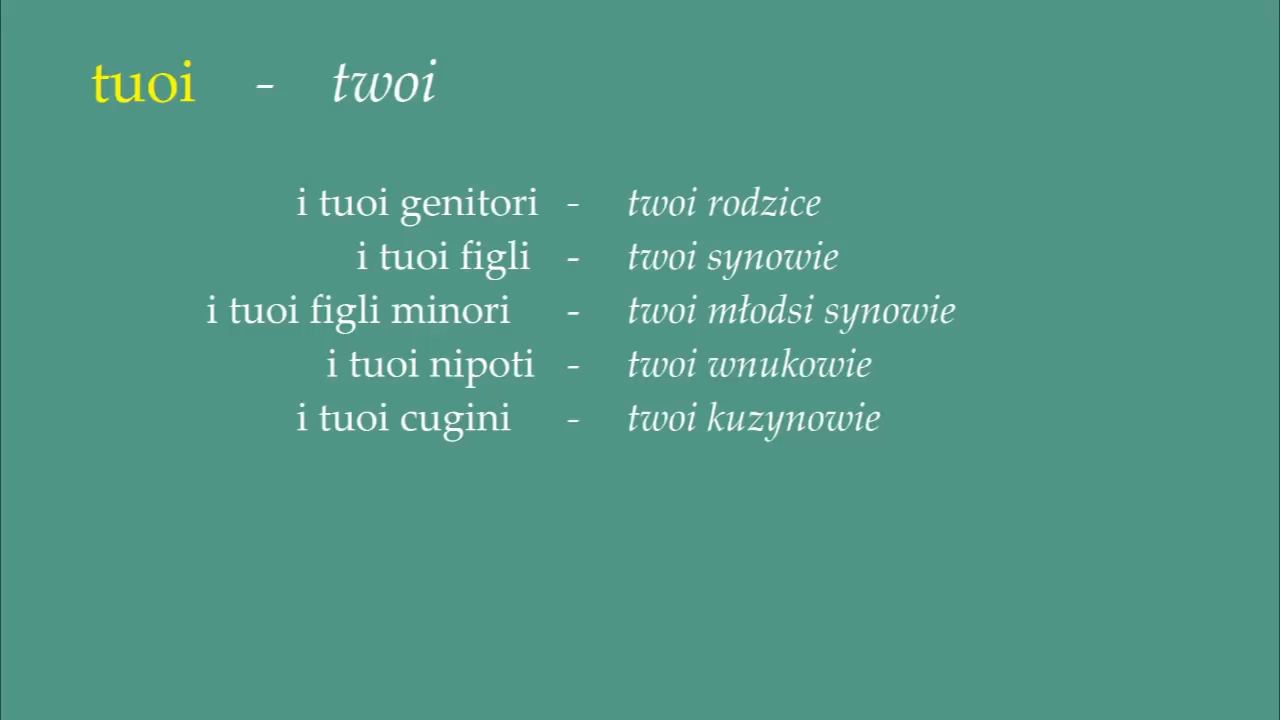 tuoi - twoi
i tuoi genitori - twoi rodzice
i tuoi figli - twoi synowie
i tuoi figli minori - twoi młodsi synowie
i tuoi nipoti - twoi wnukowie
i tuoi cugini - twoi kuzynowie